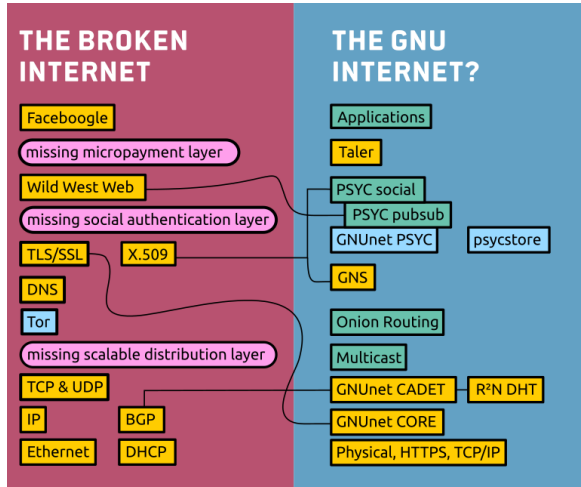 THE BROKEN
INTERNET
Faceboogle
missing micropayment layer
Wild West Web
missing social authentication layer
TLS/SSL
X.509
DNS
Tor
missing scalable distribution layer
TCP & UDP
IP
BGP
Ethernet
DHCP
THE GNU
INTERNET?
Applications
Taler
PSYC social
PSYC pubsub
GNUnet PSYC
psycstore
GNS
Onion Routing
Multicast
GNUnet CADET
R²N DHT
GNUnet CORE
Physical, HTTPS, TCP/IP